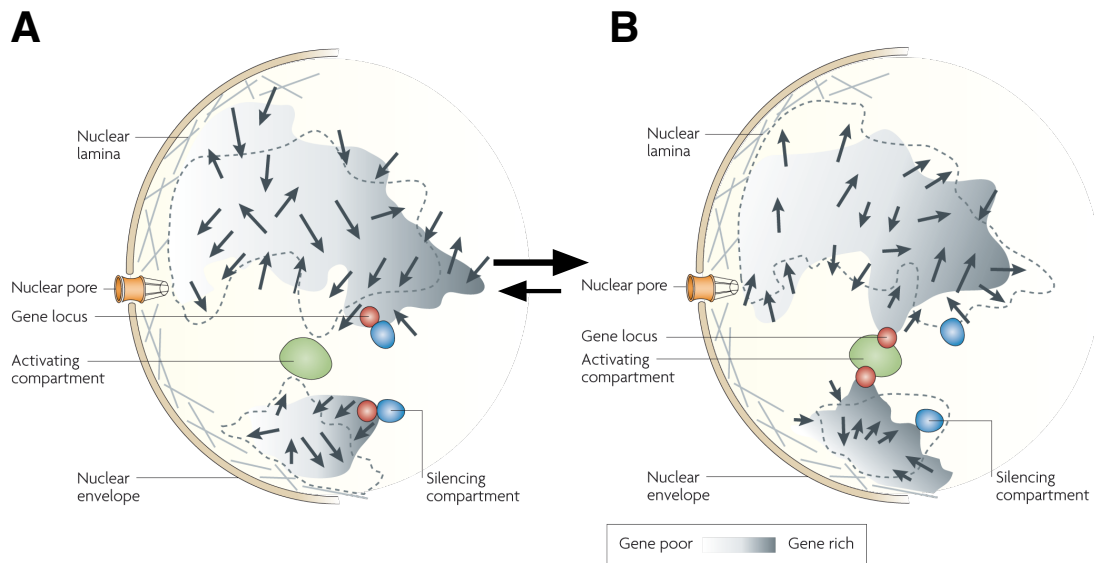 A
B
Nuclear
lamina
Nuclear pore
Gene locus
Activating
compartment
Nuclear
envelope
Silencing
compartment
Nuclear
lamina
Nuclear pore
Gene locus
Activating
compartment
Nuclear
envelope
Silencing
compartment
Gene poor
Gene rich